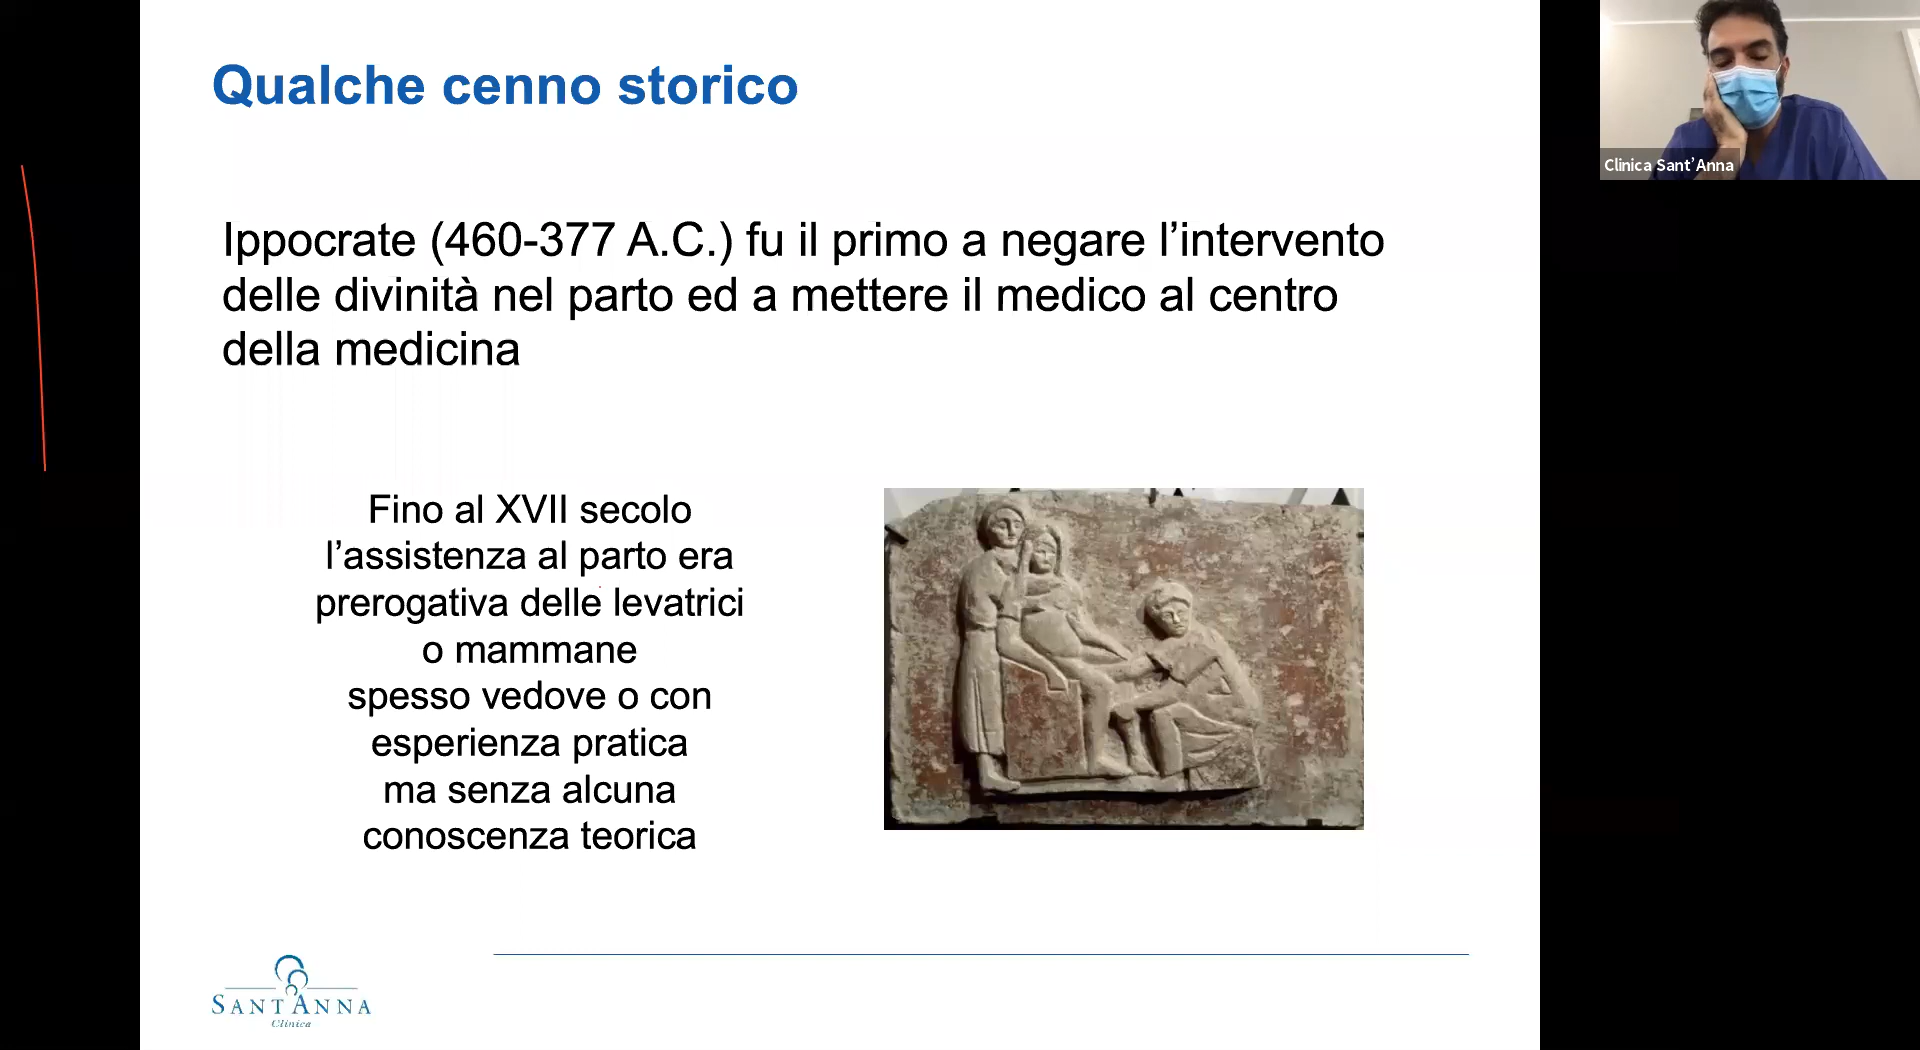 Qualche cenno storico
Clinica Sant’Anna
Ippocrate (460-377 A.C.) fu il primo a negare l’intervento
delle divinità nel parto ed a mettere il medico al centro
della medicina
Fino al XVII secolo
l’assistenza al parto era
prerogativa delle levatrici
o mammane
spesso vedove o con
esperienza pratica
ma senza alcuna
conoscenza teorica
SANT'ANNA
Clinica